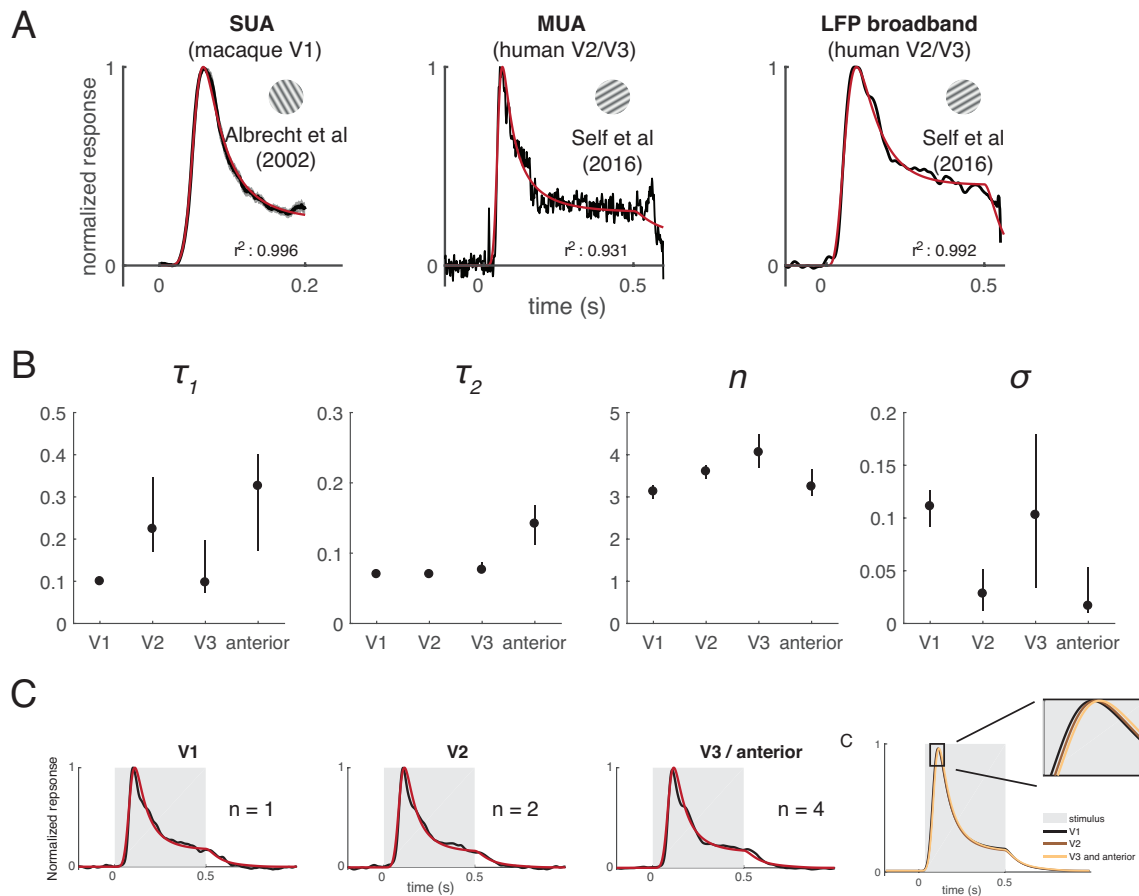 A
SUA
(macaque V1)
MUA
(human V2/V3)
LFP broadband
(human V2/V3)
normalized response
1
0
Albrecht et al
(2002)
r² : 0.996
0
0.2
1
0
Self et al
(2016)
r² : 0.931
0
0.5
time (s)
1
0
Self et al
(2016)
r² : 0.992
0
0.5
B
τ₁
0.5
0.4
0.3
0.2
0.1
0
V1 V2 V3 anterior
τ₂
0.3
0.2
0.1
0
V1 V2 V3 anterior
n
5
4
3
2
1
0
V1 V2 V3 anterior
σ
0.2
0.15
0.1
0.05
0
V1 V2 V3 anterior
C
Normalized repsonse
V1
1
0
n = 1
0
0.5
V2
1
0
n = 2
0
0.5
time (s)
V3 / anterior
1
0
n = 4
0
0.5
C
1
0
0
0.5
time (s)
stimulus
V1
V2
V3 and anterior